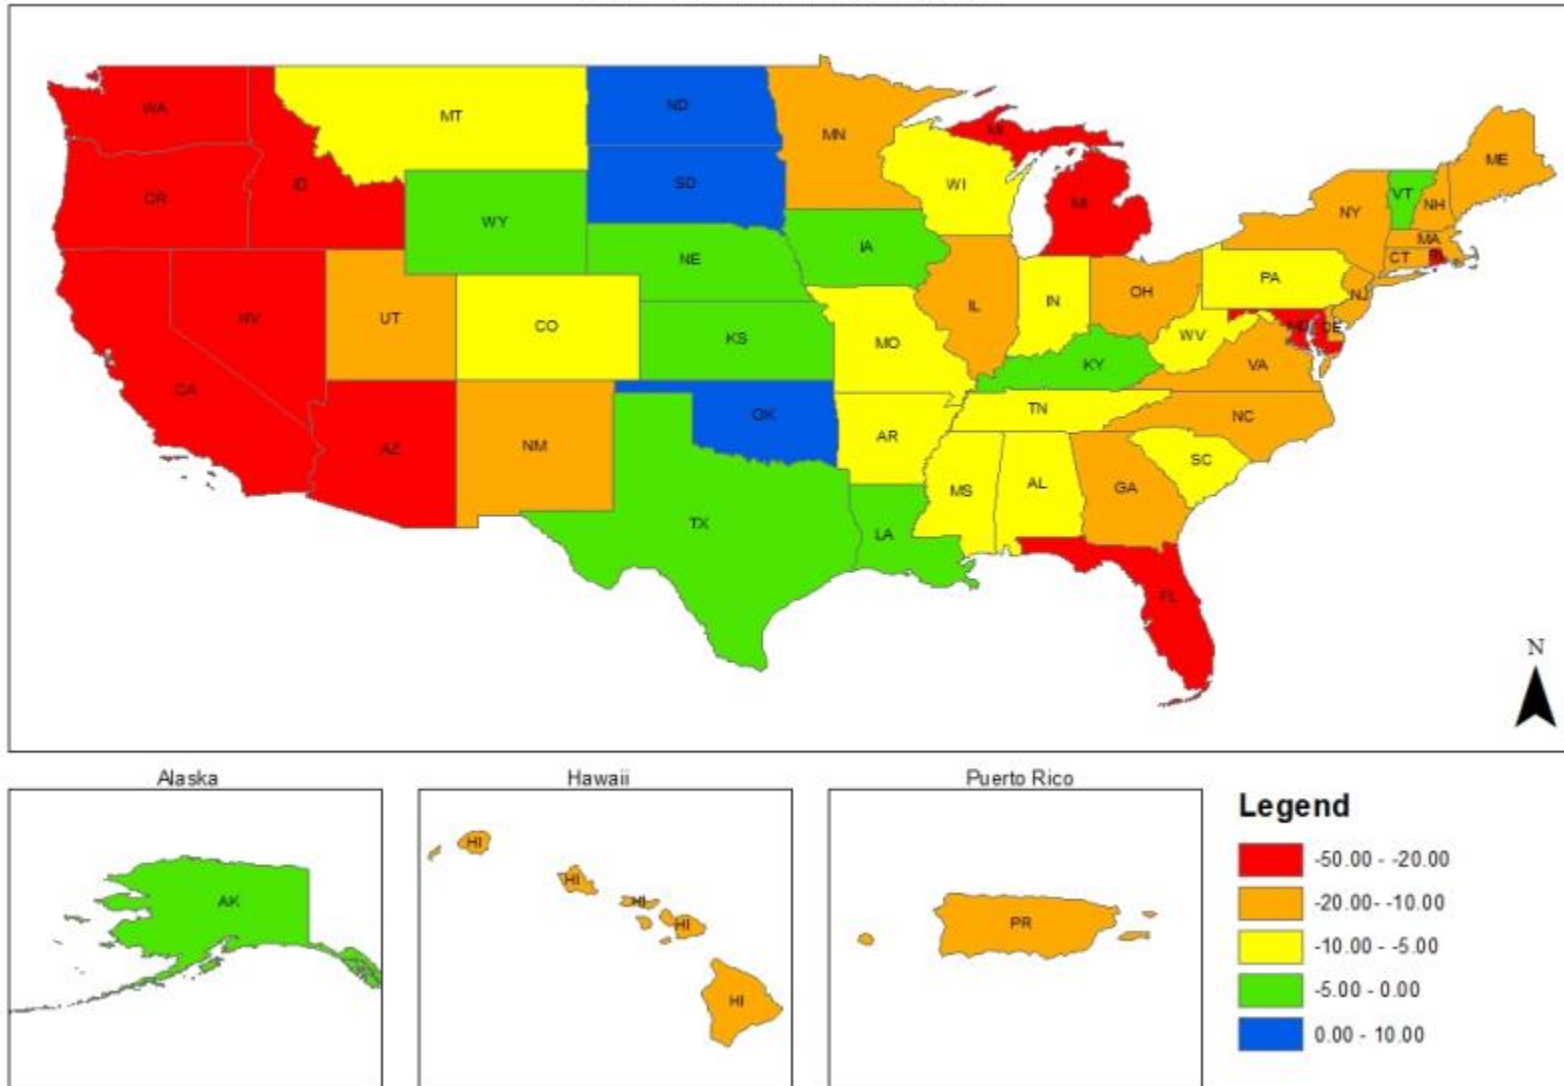 WA
MT
ND
MN
MI
ME
OR
ID
SD
WI
MI
NY
VT
NH
WY
IA
MA
NE
CT
RI
PA
NV
UT
CO
IL
IN
OH
NJ
KS
MO
WV
MD
DE
CA
KY
VA
TN
NC
AZ
NM
OK
AR
SC
MS
AL
GA
TX
LA
FL
N
Alaska
Hawaii
Puerto Rico
Legend
AK
HI
HI
HI
HI
HI
PR
-50.00 - -20.00
-20.00- -10.00
-10.00 - -5.00
-5.00 - 0.00
0.00 - 10.00